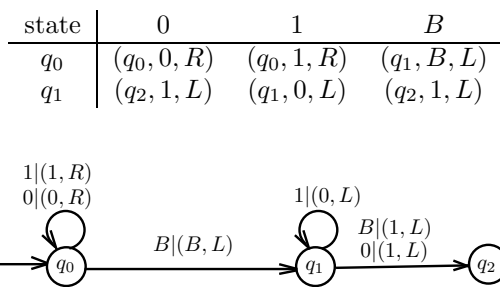 state 0 1 B
q₀ (q₀, 0, R) (q₀, 1, R) (q₁, B, L)
q₁ (q₂, 1, L) (q₁, 0, L) (q₂, 1, L)
1|(1, R)
0|(0, R)
1|(0, L)
B|(B, L)
B|(1, L)
0|(1, L)
q₀
q₁
q₂